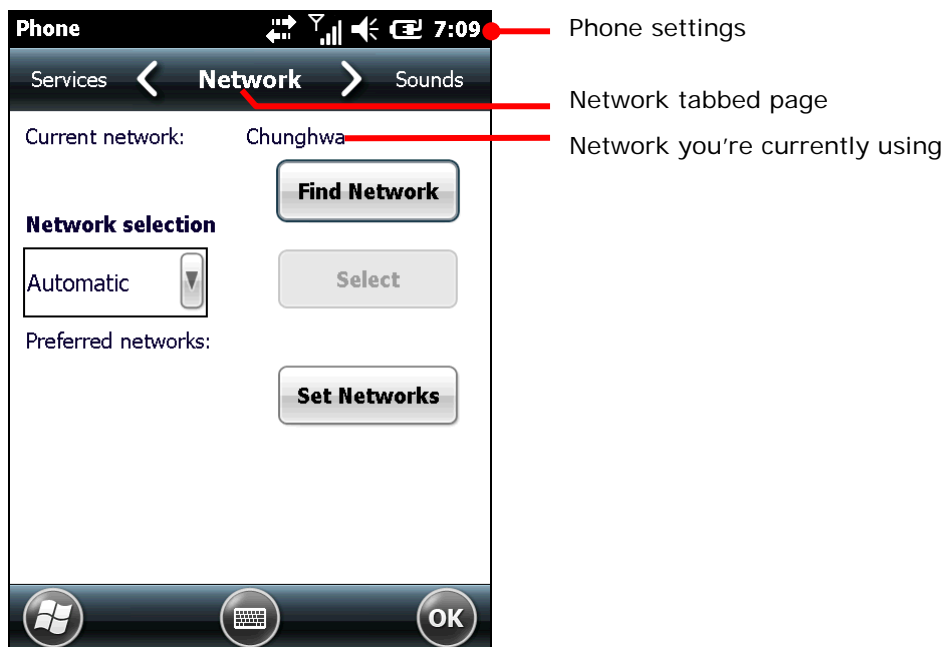 Phone 7:09 Phone settings
Services Network Sounds
Network tabbed page
Current network: Chunghwa
Network you're currently using
Find Network
Network selection
Automatic
Select
Preferred networks:
Set Networks
OK